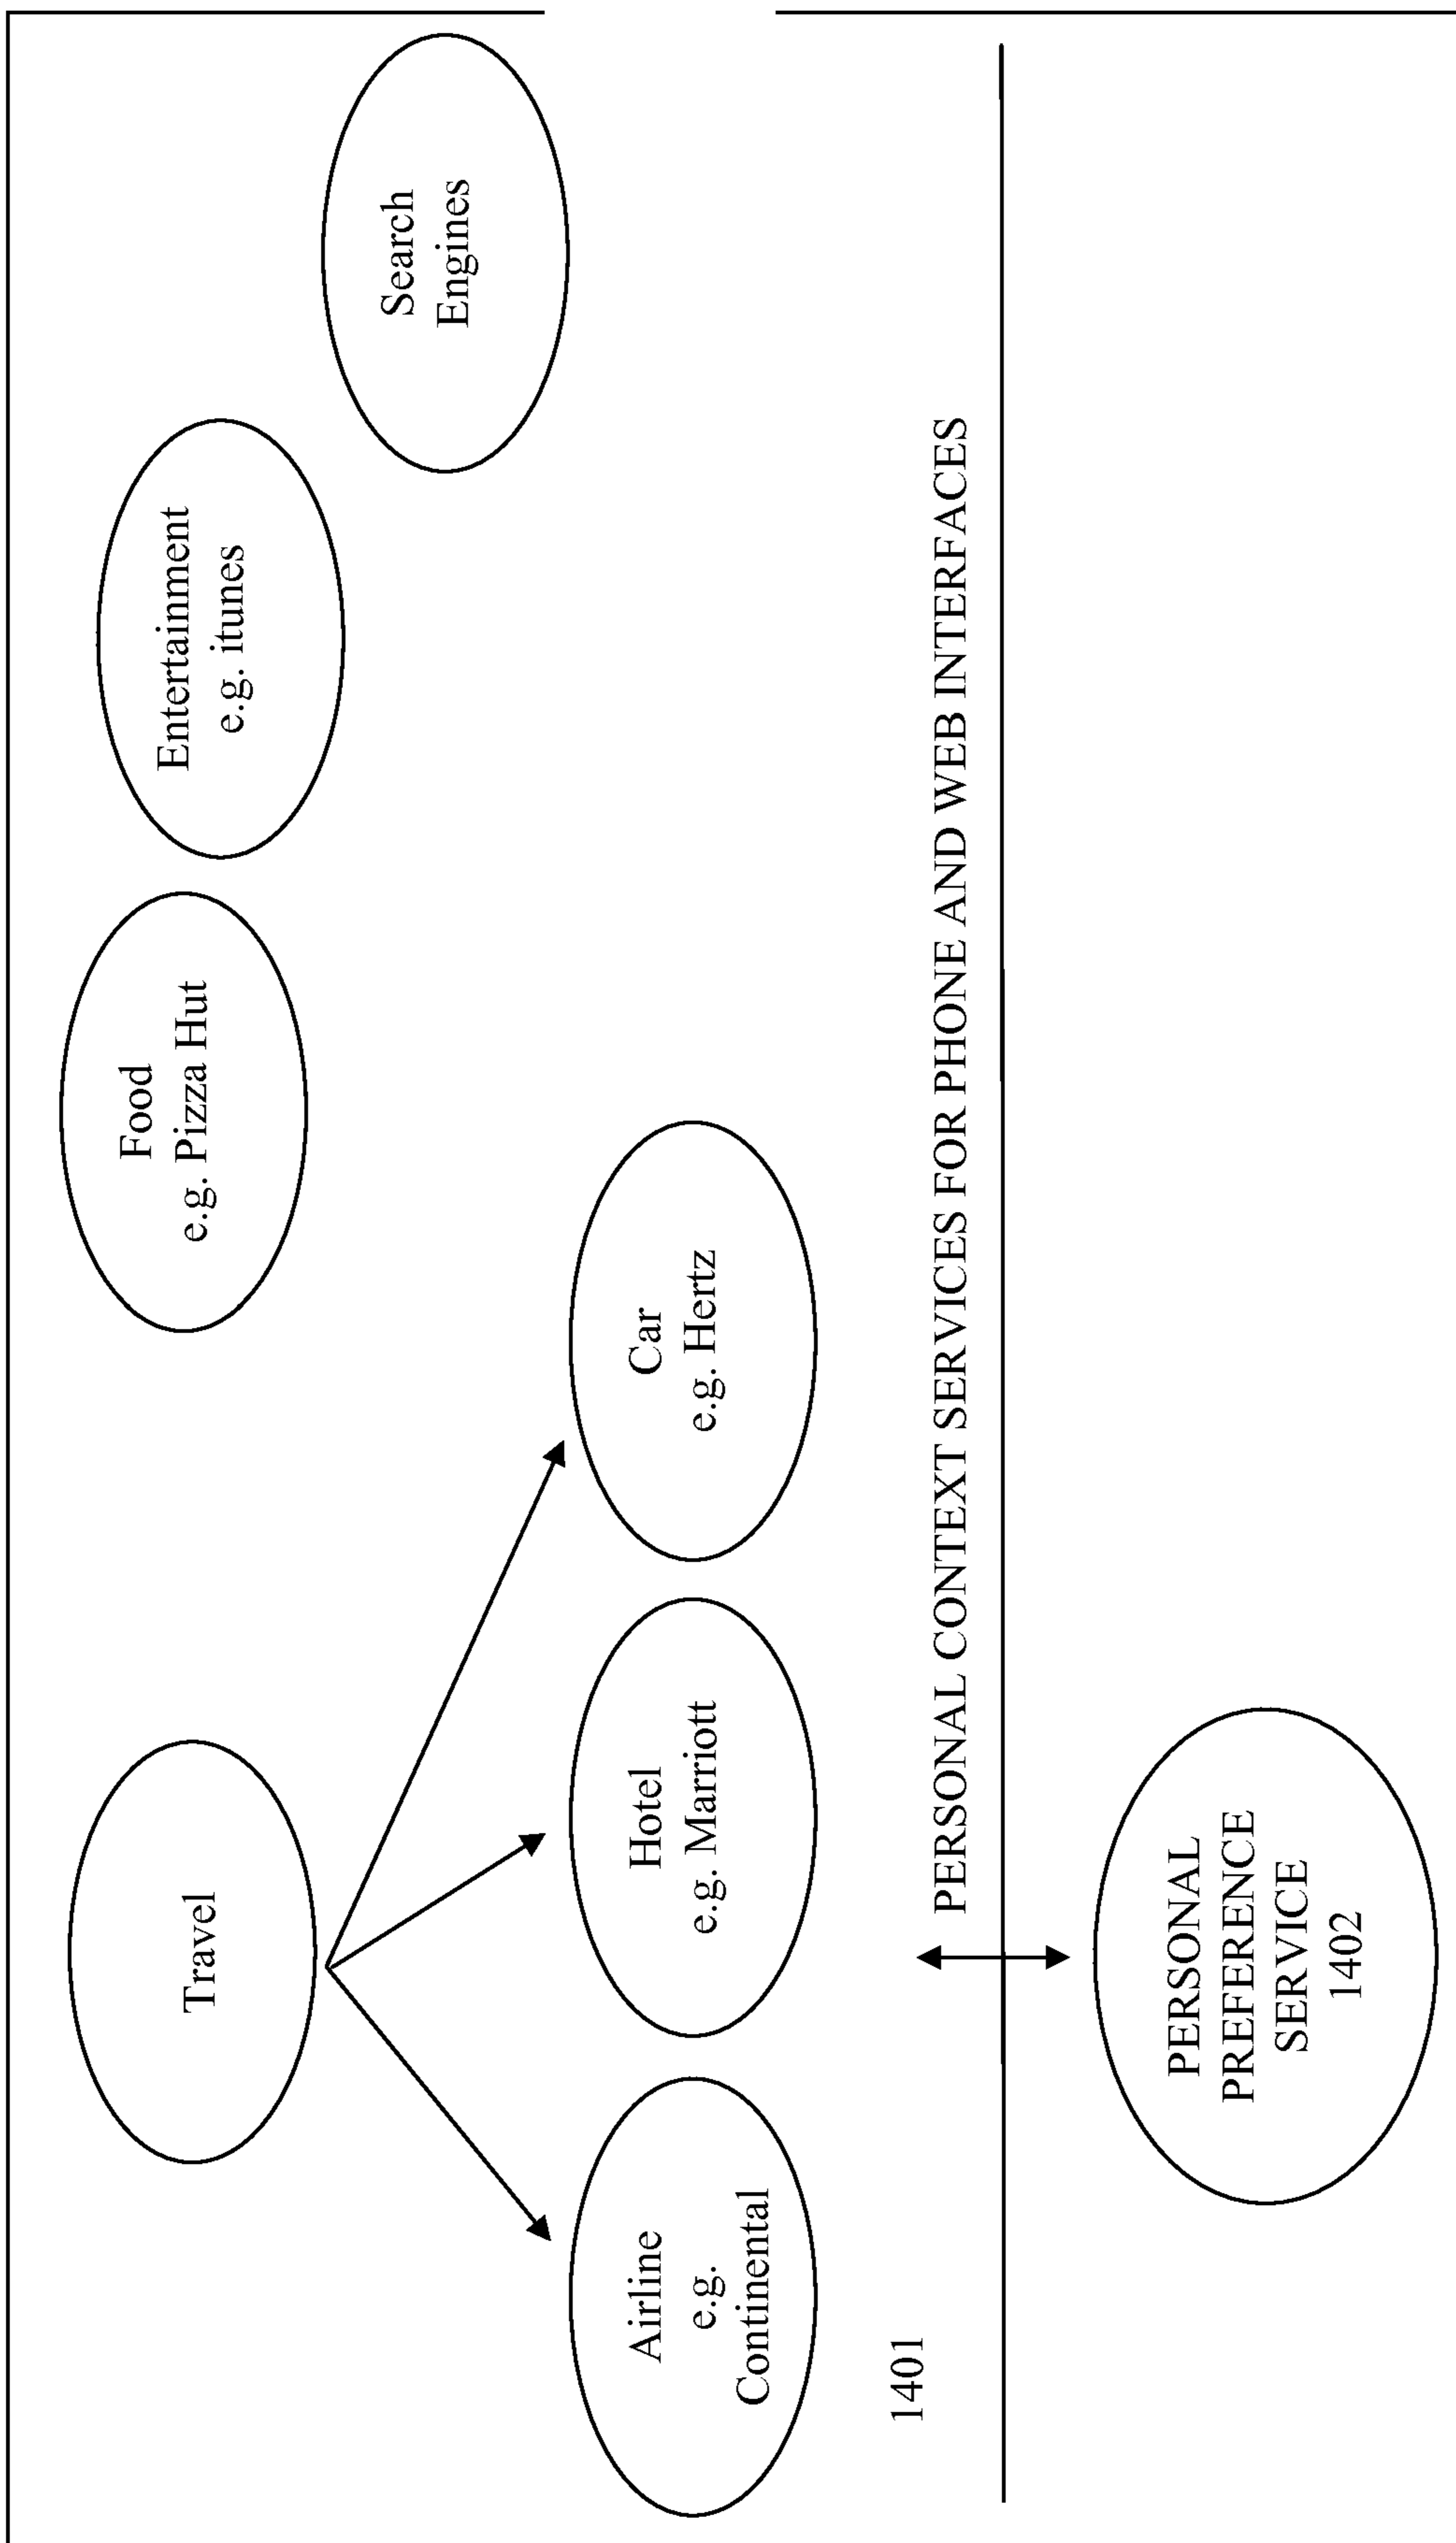 Travel
Food
e.g. Pizza Hut
Entertainment
e.g. itunes
Search
Engines
Airline
e.g.
Continental
Hotel
e.g. Marriott
Car
e.g. Hertz
1401
PERSONAL CONTEXT SERVICES FOR PHONE AND WEB INTERFACES
PERSONAL
PREFERENCE
SERVICE
1402